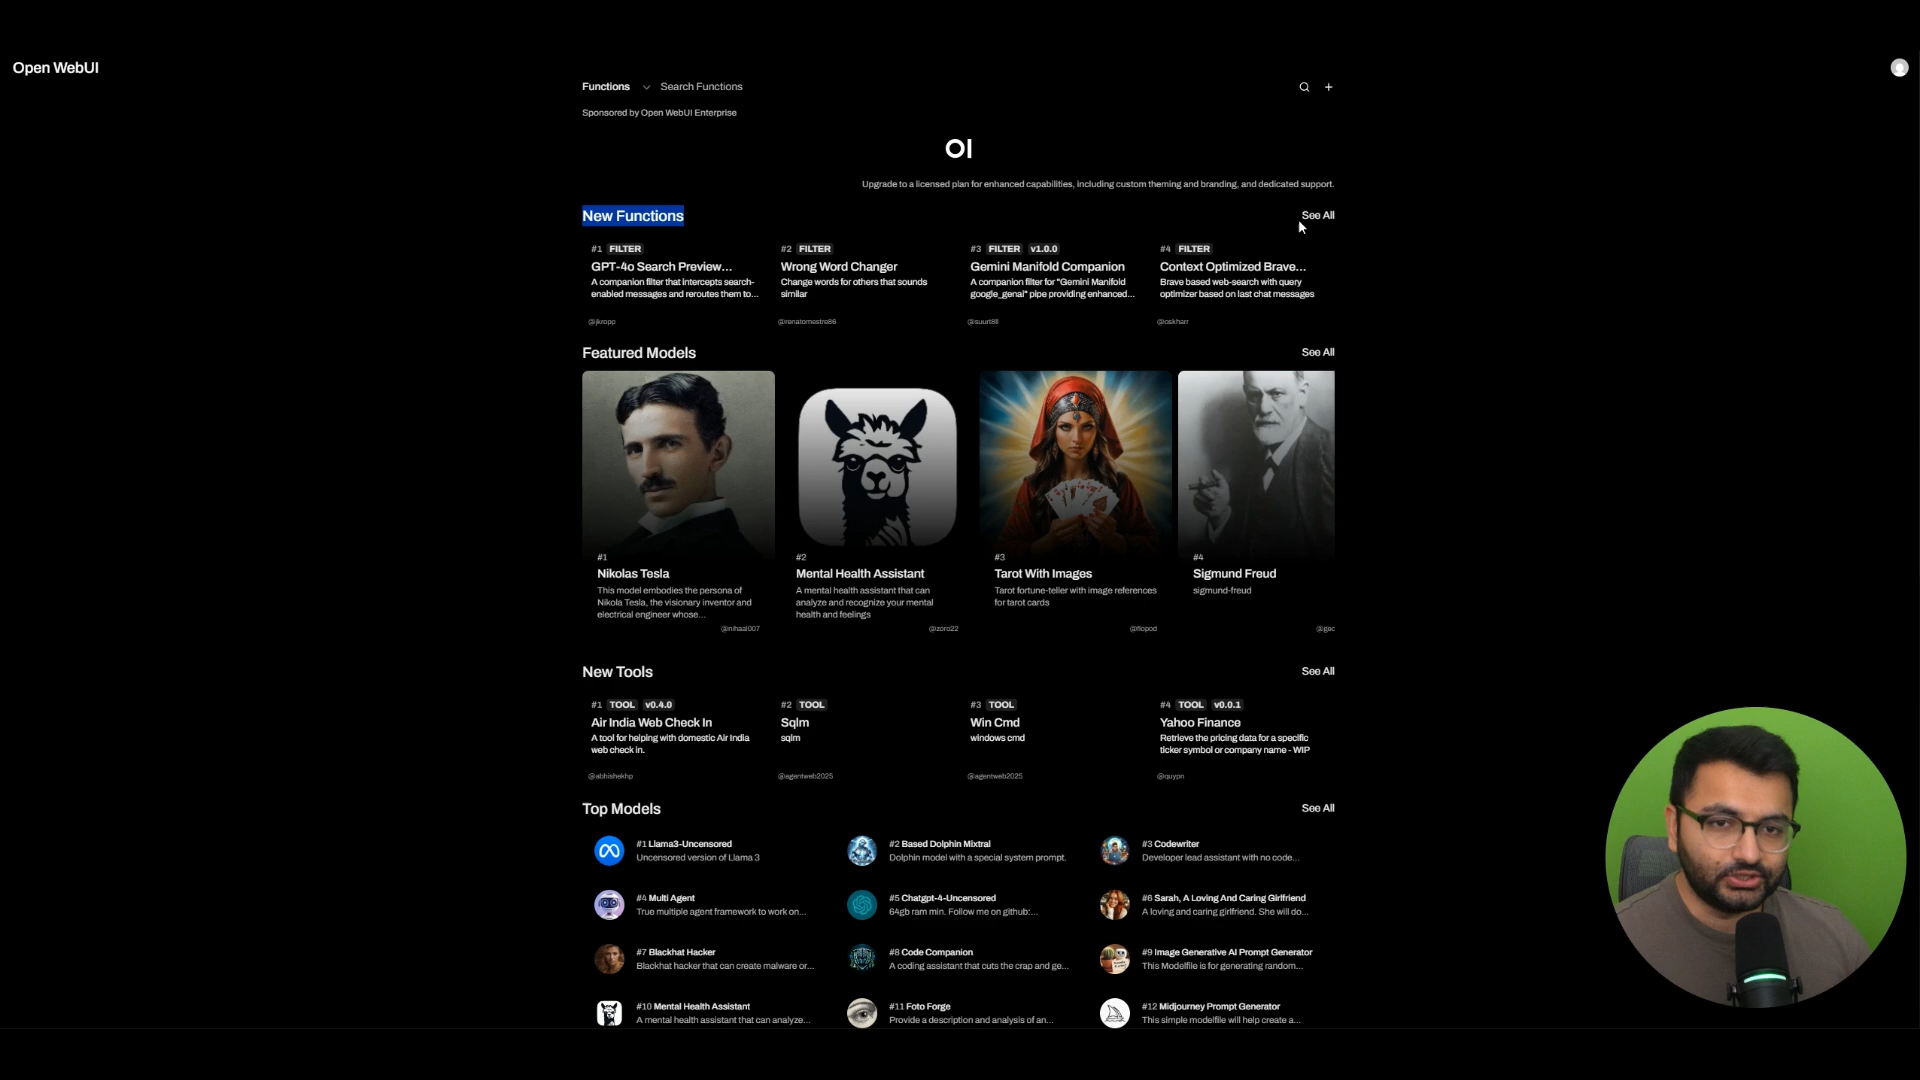 Open WebUI
Functions Search Functions
Sponsored by Open WebUI Enterprise
OI
Upgrade to a licensed plan for enhanced capabilities, including custom theming and branding, and dedicated support.
New Functions See All
#1 FILTER
GPT-4o Search Preview...
A companion filter that intercepts search-
enabled messages and reroutes them to...
@jkropp
#2 FILTER
Wrong Word Changer
Change words for others that sounds
similar
@renatomestre86
#3 FILTER v1.0.0
Gemini Manifold Companion
A companion filter for "Gemini Manifold
google_genai" pipe providing enhanced...
@suurt8ll
#4 FILTER
Context Optimized Brave...
Brave based web-search with query
optimizer based on last chat messages
@oskharr
Featured Models See All
#1
Nikolas Tesla
This model embodies the persona of
Nikola Tesla, the visionary inventor and
electrical engineer whose...
@nihaal007
#2
Mental Health Assistant
A mental health assistant that can
analyze and recognize your mental
health and feelings
@zoro22
#3
Tarot With Images
Tarot fortune-teller with image references
for tarot cards
@flopod
#4
Sigmund Freud
sigmund-freud
New Tools See All
#1 TOOL v0.4.0
Air India Web Check In
A tool for helping with domestic Air India
web check in.
@abhishekhp
#2 TOOL
Sqlm
sqlm
@agentweb2025
#3 TOOL
Win Cmd
windows cmd
@agentweb2025
#4 TOOL v0.0.1
Yahoo Finance
Retrieve the pricing data for a specific
ticker symbol or company name - WIP
@quypn
Top Models See All
#1 Llama3-Uncensored
Uncensored version of Llama 3
#2 Based Dolphin Mixtral
Dolphin model with a special system prompt.
#3 Codewriter
Developer lead assistant with no code...
#4 Multi Agent
True multiple agent framework to work on...
#5 Chatgpt-4-Uncensored
64gb ram min. Follow me on github:...
#6 Sarah, A Loving And Caring Girlfriend
A loving and caring girlfriend. She will do...
#7 Blackhat Hacker
Blackhat hacker that can create malware or...
#8 Code Companion
A coding assistant that cuts the crap and ge...
#9 Image Generative AI Prompt Generator
This Modelfile is for generating random...
#10 Mental Health Assistant
A mental health assistant that can analyze...
#11 Foto Forge
Provide a description and analysis of an...
#12 Midjourney Prompt Generator
This simple modelfile will help create a...